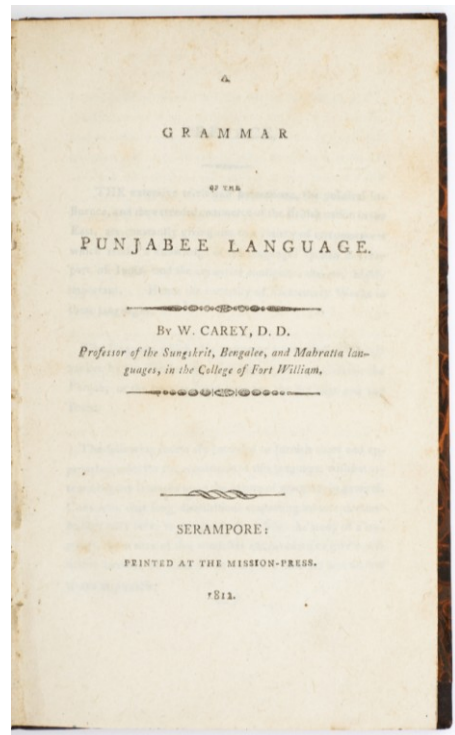 A
GRAMMAR
OF THE
PUNJABEE LANGUAGE.
By W. CAREY, D. D.
Professor of the Sungskrit, Bengalee, and Mahratta lan-
guages, in the College of Fort William.
SERAMPORE:
PRINTED AT THE MISSION-PRESS.
1812.